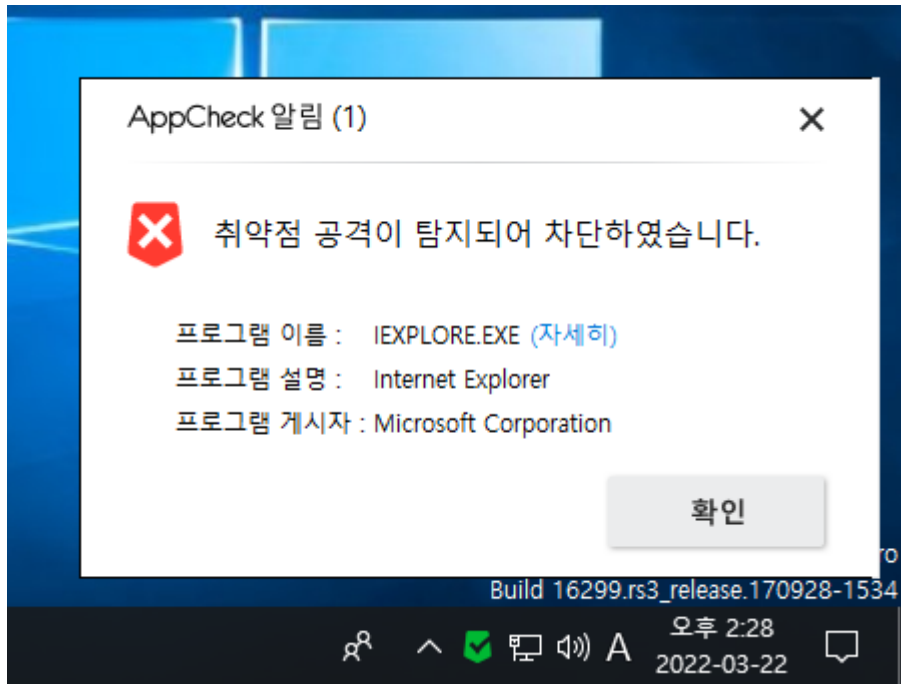 AppCheck 알림 (1)
취약점 공격이 탐지되어 차단하였습니다.
프로그램 이름 : IEXPLORE.EXE (자세히)
프로그램 설명 : Internet Explorer
프로그램 게시자 : Microsoft Corporation
확인
ro
Build 16299.rs3_release.170928-1534
A
오후 2:28
2022-03-22